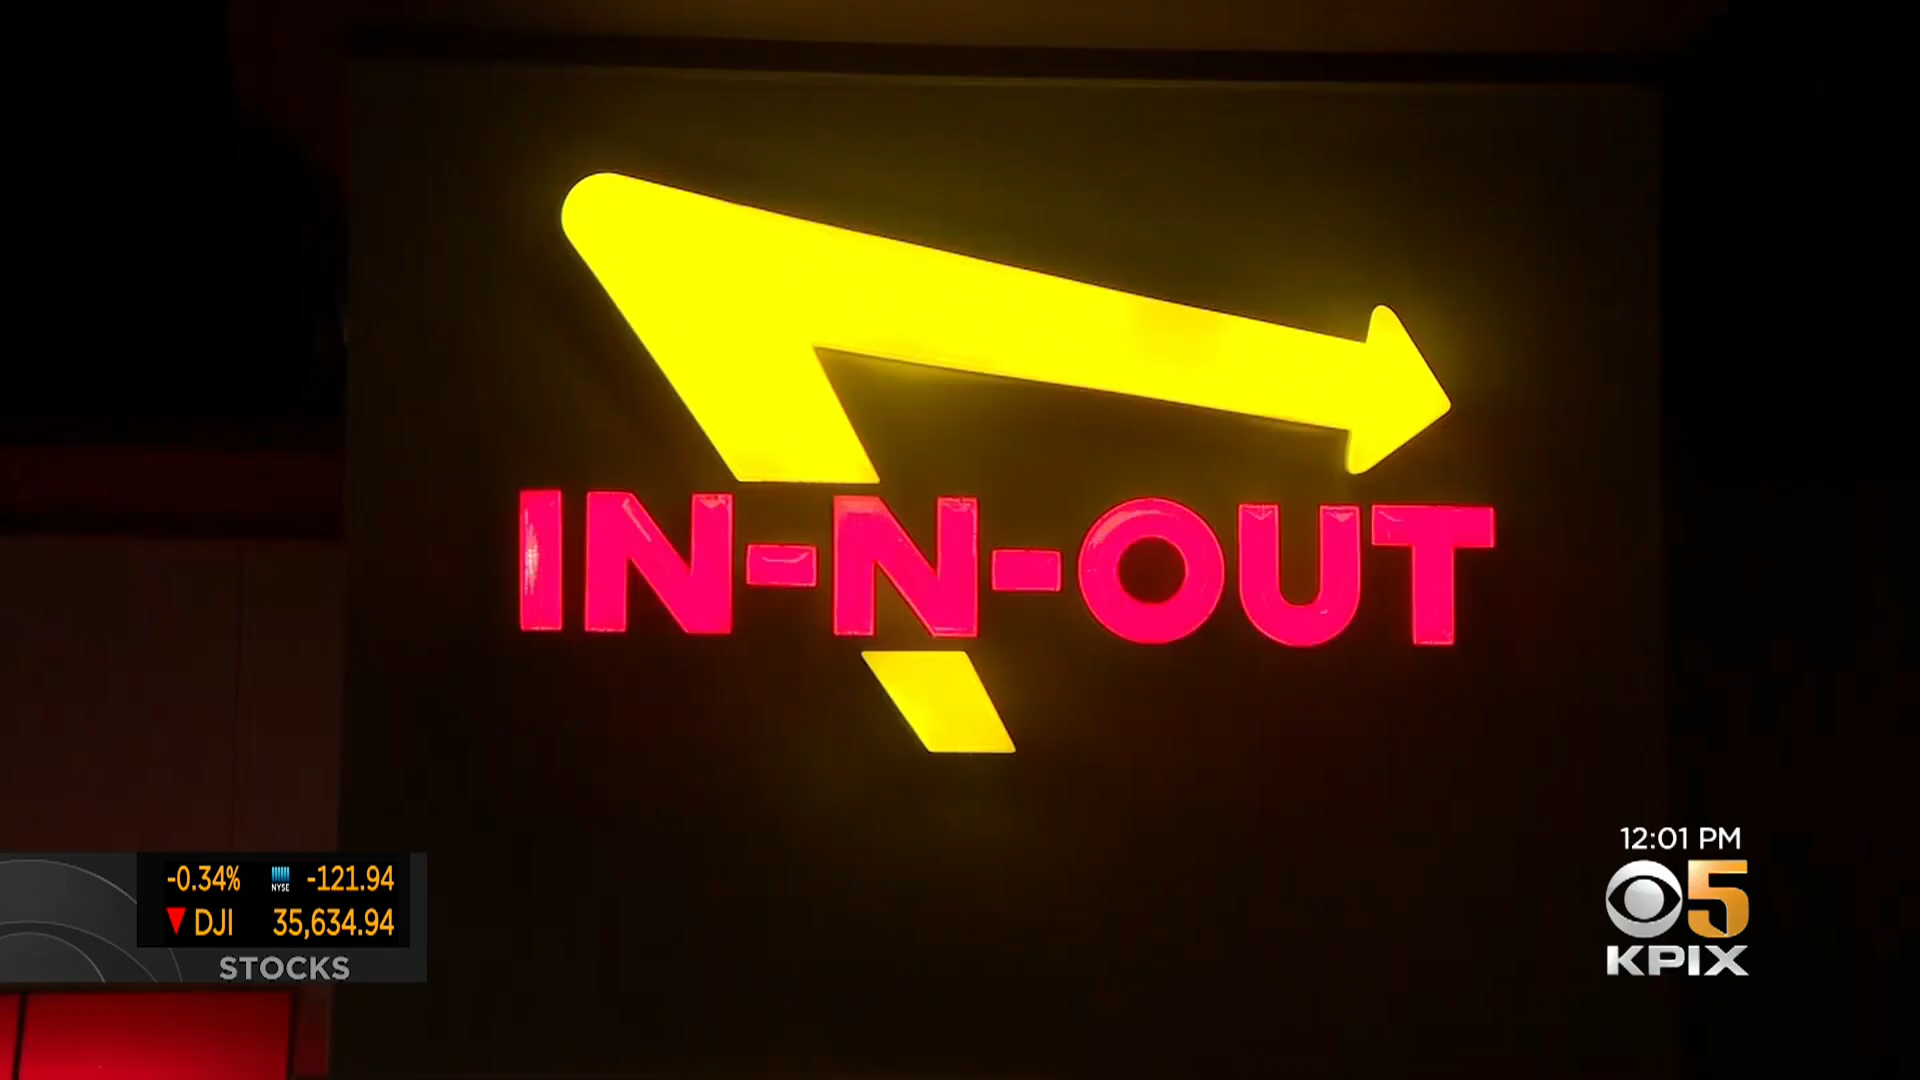 IN-N-OUT
12:01 PM
5
KPIX
-0.34% NYSE -121.94
▼ DJI 35,634.94
STOCKS